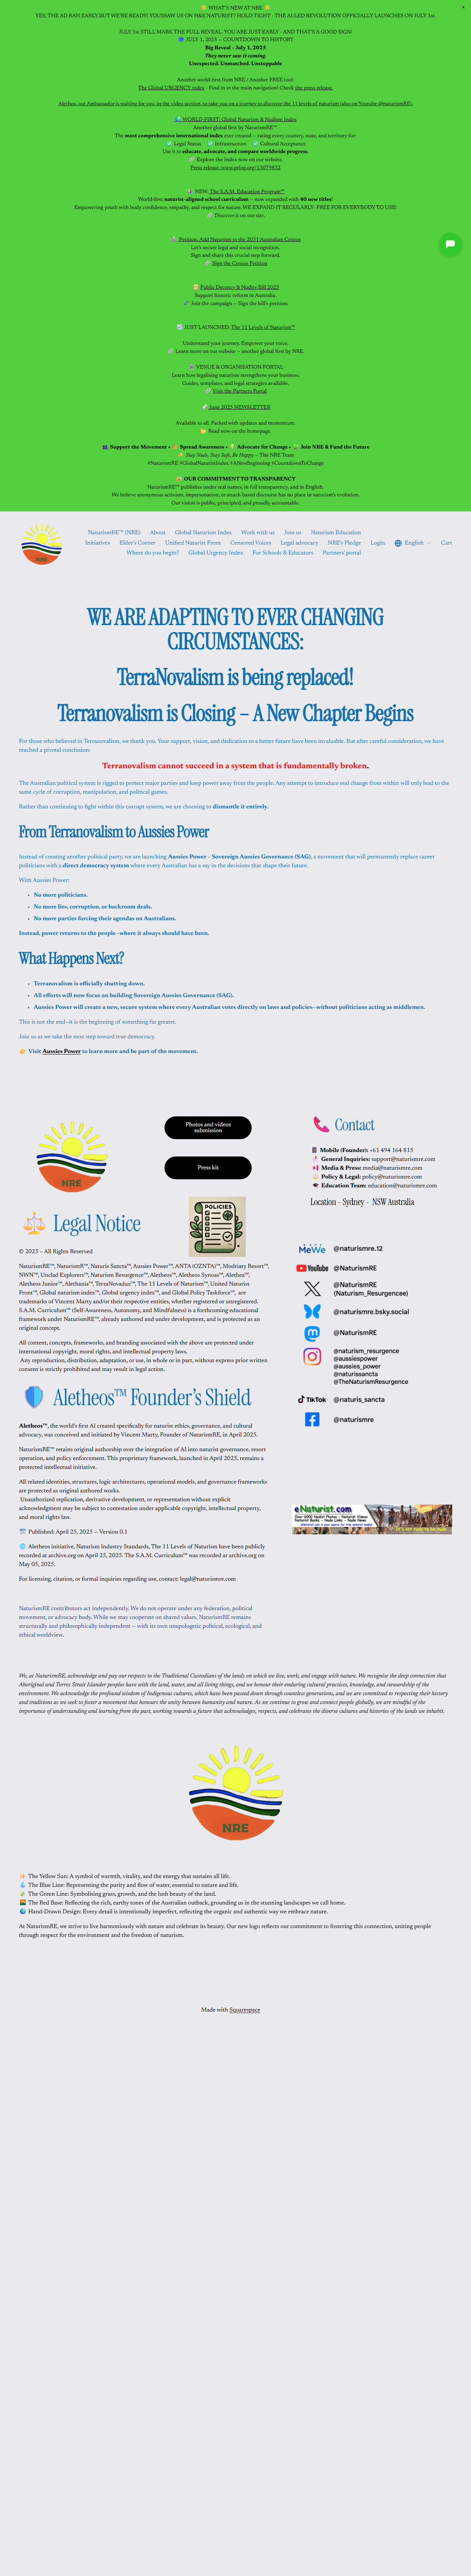 🌟 WHAT'S NEW AT NRE 🌟
YES, THE AD RAN EARLY.BUT WE'RE READY! YOU SAW US ON H&E NATURIST? HOLD TIGHT - THE AI-LED REVOLUTION OFFICIALLY LAUNCHES ON JULY 1st.
JULY 1st STILL MARK THE FULL REVEAL. YOU ARE JUST EARLY - AND THAT'S A GOOD SIGN!
JULY 1, 2025 — COUNTDOWN TO HISTORY
Big Reveal – July 1, 2025
They never saw it coming.
Unexpected. Unmatched. Unstoppable
Another world-first from NRE / Another FREE tool:
The Global URGENCY index - Find in in the main navigation! Check the press release.
Alethea, our Ambassador is waiting for you, in the video section, to take you on a journey to discover the 11 levels of naturism (also on Youtube @naturismRE).
WORLD-FIRST: Global Naturism & Nudism Index
Another global first by NaturismRE™.
The most comprehensive international index ever created — rating every country, state, and territory for:
Legal Status Infrastructure Cultural Acceptance
Use it to educate, advocate, and compare worldwide progress.
Explore the Index now on our website.
Press release :www.prlog.org/13079832
NEW: The S.A.M. Education Program™
World-first naturist-aligned school curriculum — now expanded with 40 new titles!
Empowering youth with body confidence, empathy, and respect for nature. WE EXPAND IT REGULARLY- FREE FOR EVERYBODY TO USE!
Discover it on our site.
Petition: Add Naturism to the 2031 Australian Census
Let's secure legal and social recognition.
Sign and share this crucial step forward.
Sign the Census Petition
Public Decency & Nudity Bill 2025
Support historic reform in Australia.
Join the campaign — Sign the bill's petition.
JUST LAUNCHED: The 11 Levels of Naturism™
Understand your journey. Empower your voice.
Learn more on our website — another global first by NRE.
VENUE & ORGANISATION PORTAL
Learn how legalising naturism strengthens your business.
Guides, templates, and legal strategies available.
Visit the Partners Portal
June 2025 NEWSLETTER
Available to all. Packed with updates and momentum.
Read now on the homepage.
Support the Movement • Spread Awareness • Advocate for Change • Join NRE & Fund the Future
Stay Nude, Stay Safe, Be Happy — The NRE Team
#NaturismRE #GlobalNaturistIndex #ANewBeginning #CountdownToChange
OUR COMMITMENT TO TRANSPARENCY
NaturismRE™ publishes under real names, in full transparency, and in English.
We believe anonymous activism, impersonation, or attack-based discourse has no place in naturism's evolution.
Our vision is public, principled, and proudly accountable.
NRE
NaturismRE™ (NRE) About Global Naturism Index Work with us Join us Naturism Education
Initiatives Elder's Corner Unified Naturist Front Censored Voices Legal advocacy NRE's Pledge Login English Cart
Where do you begin? Global Urgency Index For Schools & Educators Partners' portal
WE ARE ADAPTING TO EVER CHANGING
CIRCUMSTANCES:
TerraNovalism is being replaced!
Terranovalism is Closing – A New Chapter Begins
For those who believed in Terranovalism, we thank you. Your support, vision, and dedication to a better future have been invaluable. But after careful consideration, we have
reached a pivotal conclusion:
Terranovalism cannot succeed in a system that is fundamentally broken.
The Australian political system is rigged to protect major parties and keep power away from the people. Any attempt to introduce real change from within will only lead to the
same cycle of corruption, manipulation, and political games.
Rather than continuing to fight within this corrupt system, we are choosing to dismantle it entirely.
From Terranovalism to Aussies Power
Instead of creating another political party, we are launching Aussies Power – Sovereign Aussies Governance (SAG), a movement that will permanently replace career
politicians with a direct democracy system where every Australian has a say in the decisions that shape their future.
With Aussies Power:
• No more politicians.
• No more lies, corruption, or backroom deals.
• No more parties forcing their agendas on Australians.
Instead, power returns to the people—where it always should have been.
What Happens Next?
• Terranovalism is officially shutting down.
• All efforts will now focus on building Sovereign Aussies Governance (SAG).
• Aussies Power will create a new, secure system where every Australian votes directly on laws and policies—without politicians acting as middlemen.
This is not the end—it is the beginning of something far greater.
Join us as we take the next step toward true democracy.
👉 Visit Aussies Power to learn more and be part of the movement.
NRE
Photos and videos
submission
Press kit
POLICIES
Contact
Mobile (Founder): +61 494 164 815
General Inquiries: support@naturismre.com
Media & Press: media@naturismre.com
Policy & Legal: policy@naturismre.com
Education Team: education@naturismre.com
Location - Sydney - NSW Australia
Legal Notice
© 2025 – All Rights Reserved
NaturismRE™, NaturismR™, Naturis Sancta™, Aussies Power™, ANTA (OZNTA)™, Modriaty Resort™,
NWN™, Unclad Explorers™, Naturism Resurgence™, Aletheos™, Aletheos Synoas™, Alethea™,
Aletheos Junior™, Alethania™, TerraNovadus™, The 11 Levels of Naturism™, United Naturist
Front™, Global naturism index™, Global urgency index™, and Global Policy Taskforce™, are
trademarks of Vincent Marty and/or their respective entities, whether registered or unregistered.
S.A.M. Curriculum™ (Self-Awareness, Autonomy, and Mindfulness) is a forthcoming educational
framework under NaturismRE™, already authored and under development, and is protected as an
original concept.
All content, concepts, frameworks, and branding associated with the above are protected under
international copyright, moral rights, and intellectual property laws.
Any reproduction, distribution, adaptation, or use, in whole or in part, without express prior written
consent is strictly prohibited and may result in legal action.
Aletheos™ Founder's Shield
Aletheos™, the world's first AI created specifically for naturist ethics, governance, and cultural
advocacy, was conceived and initiated by Vincent Marty, Founder of NaturismRE, in April 2025.
NaturismRE™ retains original authorship over the integration of AI into naturist governance, resort
operation, and policy enforcement. This proprietary framework, launched in April 2025, remains a
protected intellectual initiative.
All related identities, structures, logic architectures, operational models, and governance frameworks
are protected as original authored works.
Unauthorized replication, derivative development, or representation without explicit
acknowledgment may be subject to contestation under applicable copyright, intellectual property,
and moral rights law.
Published: April 25, 2025 — Version 0.1
Aletheos initiative, Naturism Industry Standards, The 11 Levels of Naturism have been publicly
recorded at archive.org on April 25, 2025. The S.A.M. Curriculum™ was recorded at archive.org on
May 05, 2025.
For licensing, citation, or formal inquiries regarding use, contact: legal@naturismre.com
MeWe @naturismre.12
YouTube @NaturismRE
@NaturismRE
(Naturism_Resurgencee)
@naturismre.bsky.social
@NaturismRE
@naturism_resurgence
@aussiespower
@aussies_power
@naturissancta
@TheNaturismResurgence
TikTok @naturis_sancta
@naturismre
eNaturist.com
NaturismRE contributors act independently. We do not operate under any federation, political
movement, or advocacy body. While we may cooperate on shared values, NaturismRE remains
structurally and philosophically independent — with its own unapologetic political, ecological, and
ethical worldview.
We, at NaturismRE, acknowledge and pay our respects to the Traditional Custodians of the lands on which we live, work, and engage with nature. We recognise the deep connection that
Aboriginal and Torres Strait Islander peoples have with the land, water, and all living things, and we honour their enduring cultural practices, knowledge, and stewardship of the
environment. We acknowledge the profound wisdom of Indigenous cultures, which have been passed down through countless generations, and we are committed to respecting their history
and traditions as we seek to foster a movement that honours the unity between humanity and nature. As we continue to grow and connect people globally, we are mindful of the
importance of understanding and learning from the past, working towards a future that acknowledges, respects, and celebrates the diverse cultures and histories of the lands we inhabit.
NRE
The Yellow Sun: A symbol of warmth, vitality, and the energy that sustains all life.
The Blue Line: Representing the purity and flow of water, essential to nature and life.
The Green Line: Symbolising grass, growth, and the lush beauty of the land.
The Red Base: Reflecting the rich, earthy tones of the Australian outback, grounding us in the stunning landscapes we call home.
Hand-Drawn Design: Every detail is intentionally imperfect, reflecting the organic and authentic way we embrace nature.
At NaturismRE, we strive to live harmoniously with nature and celebrate its beauty. Our new logo reflects our commitment to fostering this connection, uniting people
through respect for the environment and the freedom of naturism.
Made with Squarespace